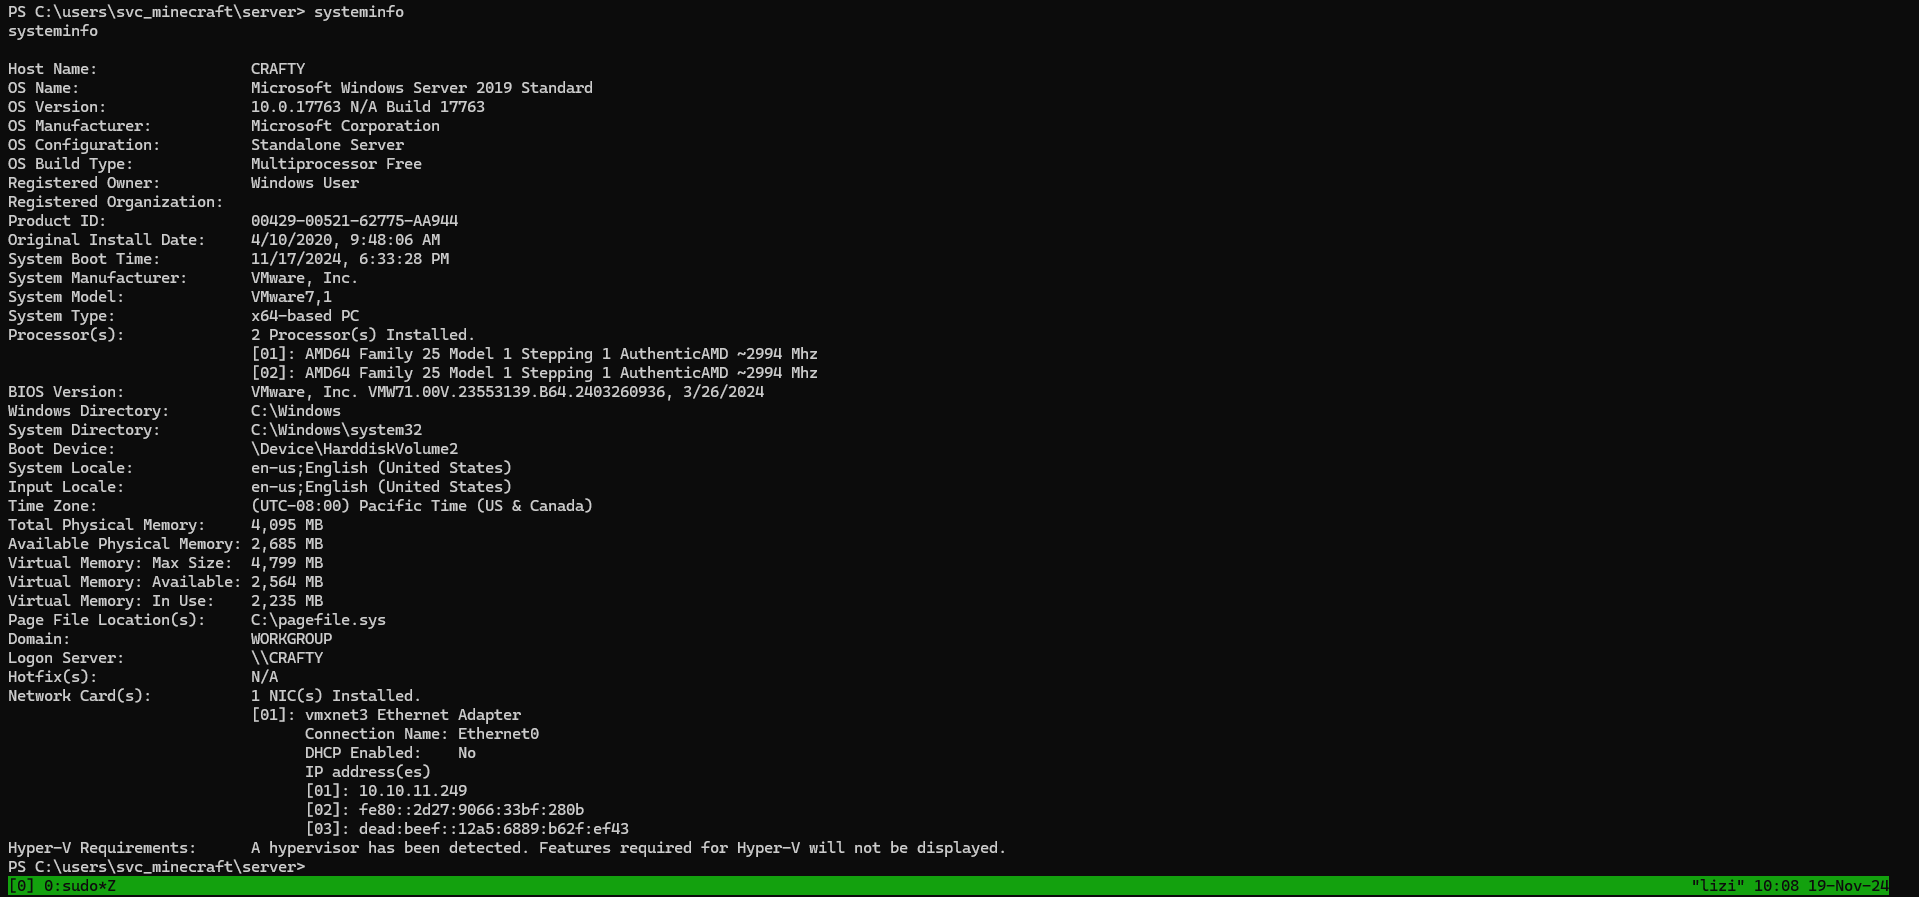 PS C:\users\svc_minecraft\server> systeminfo
systeminfo
Host Name:                 CRAFTY
OS Name:                   Microsoft Windows Server 2019 Standard
OS Version:                10.0.17763 N/A Build 17763
OS Manufacturer:           Microsoft Corporation
OS Configuration:          Standalone Server
OS Build Type:             Multiprocessor Free
Registered Owner:          Windows User
Registered Organization:
Product ID:                00429-00521-62775-AA944
Original Install Date:     4/10/2020, 9:48:06 AM
System Boot Time:          11/17/2024, 6:33:28 PM
System Manufacturer:       VMware, Inc.
System Model:              VMware7,1
System Type:               x64-based PC
Processor(s):              2 Processor(s) Installed.
                           [01]: AMD64 Family 25 Model 1 Stepping 1 AuthenticAMD ~2994 Mhz
                           [02]: AMD64 Family 25 Model 1 Stepping 1 AuthenticAMD ~2994 Mhz
BIOS Version:              VMware, Inc. VMW71.00V.23553139.B64.2403260936, 3/26/2024
Windows Directory:         C:\Windows
System Directory:          C:\Windows\system32
Boot Device:               \Device\HarddiskVolume2
System Locale:             en-us;English (United States)
Input Locale:              en-us;English (United States)
Time Zone:                 (UTC-08:00) Pacific Time (US & Canada)
Total Physical Memory:     4,095 MB
Available Physical Memory: 2,685 MB
Virtual Memory: Max Size:  4,799 MB
Virtual Memory: Available: 2,564 MB
Virtual Memory: In Use:    2,235 MB
Page File Location(s):     C:\pagefile.sys
Domain:                    WORKGROUP
Logon Server:              \\CRAFTY
Hotfix(s):                 N/A
Network Card(s):           1 NIC(s) Installed.
                           [01]: vmxnet3 Ethernet Adapter
                                 Connection Name: Ethernet0
                                 DHCP Enabled:    No
                                 IP address(es)
                                 [01]: 10.10.11.249
                                 [02]: fe80::2d27:9066:33bf:280b
                                 [03]: dead:beef::12a5:6889:b62f:ef43
Hyper-V Requirements:      A hypervisor has been detected. Features required for Hyper-V will not be displayed.
PS C:\users\svc_minecraft\server>
[0] 0:sudo*Z "lizi" 10:08 19-Nov-24